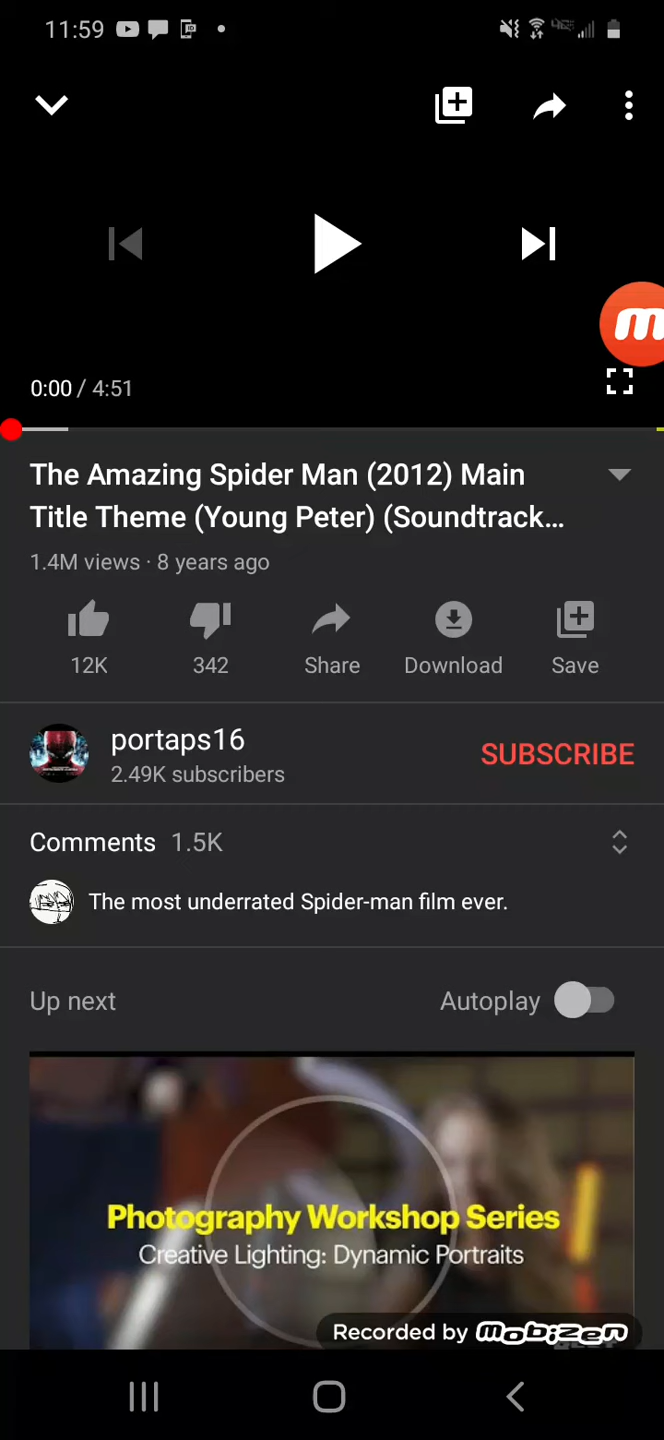 11:59
0:00 / 4:51
The Amazing Spider Man (2012) Main
Title Theme (Young Peter) (Soundtrack...
1.4M views · 8 years ago
12K
342
Share
Download
Save
portaps16
2.49K subscribers
SUBSCRIBE
Comments 1.5K
The most underrated Spider-man film ever.
Up next
Autoplay
Photography Workshop Series
Creative Lighting: Dynamic Portraits
Recorded by mobizen